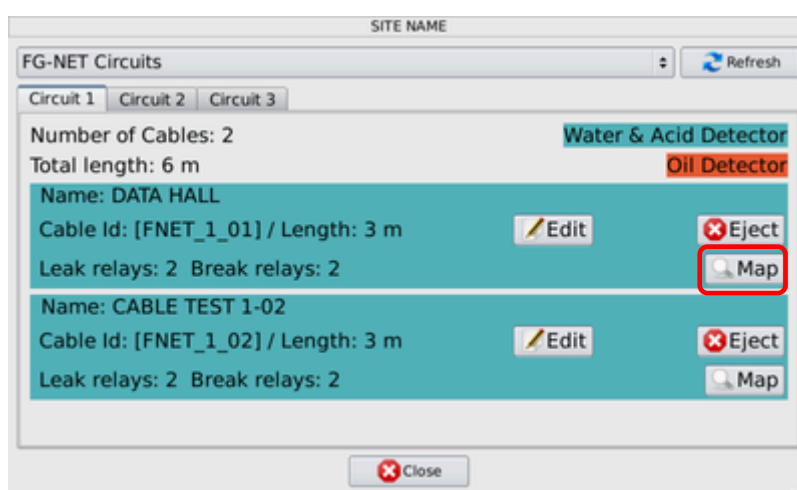 SITE NAME
FG-NET Circuits Refresh
Circuit 1 Circuit 2 Circuit 3
Number of Cables: 2 Water & Acid Detector
Total length: 6 m Oil Detector
Name: DATA HALL
Cable Id: [FNET_1_01] / Length: 3 m Edit Eject
Leak relays: 2 Break relays: 2 Map
Name: CABLE TEST 1-02
Cable Id: [FNET_1_02] / Length: 3 m Edit Eject
Leak relays: 2 Break relays: 2 Map
Close